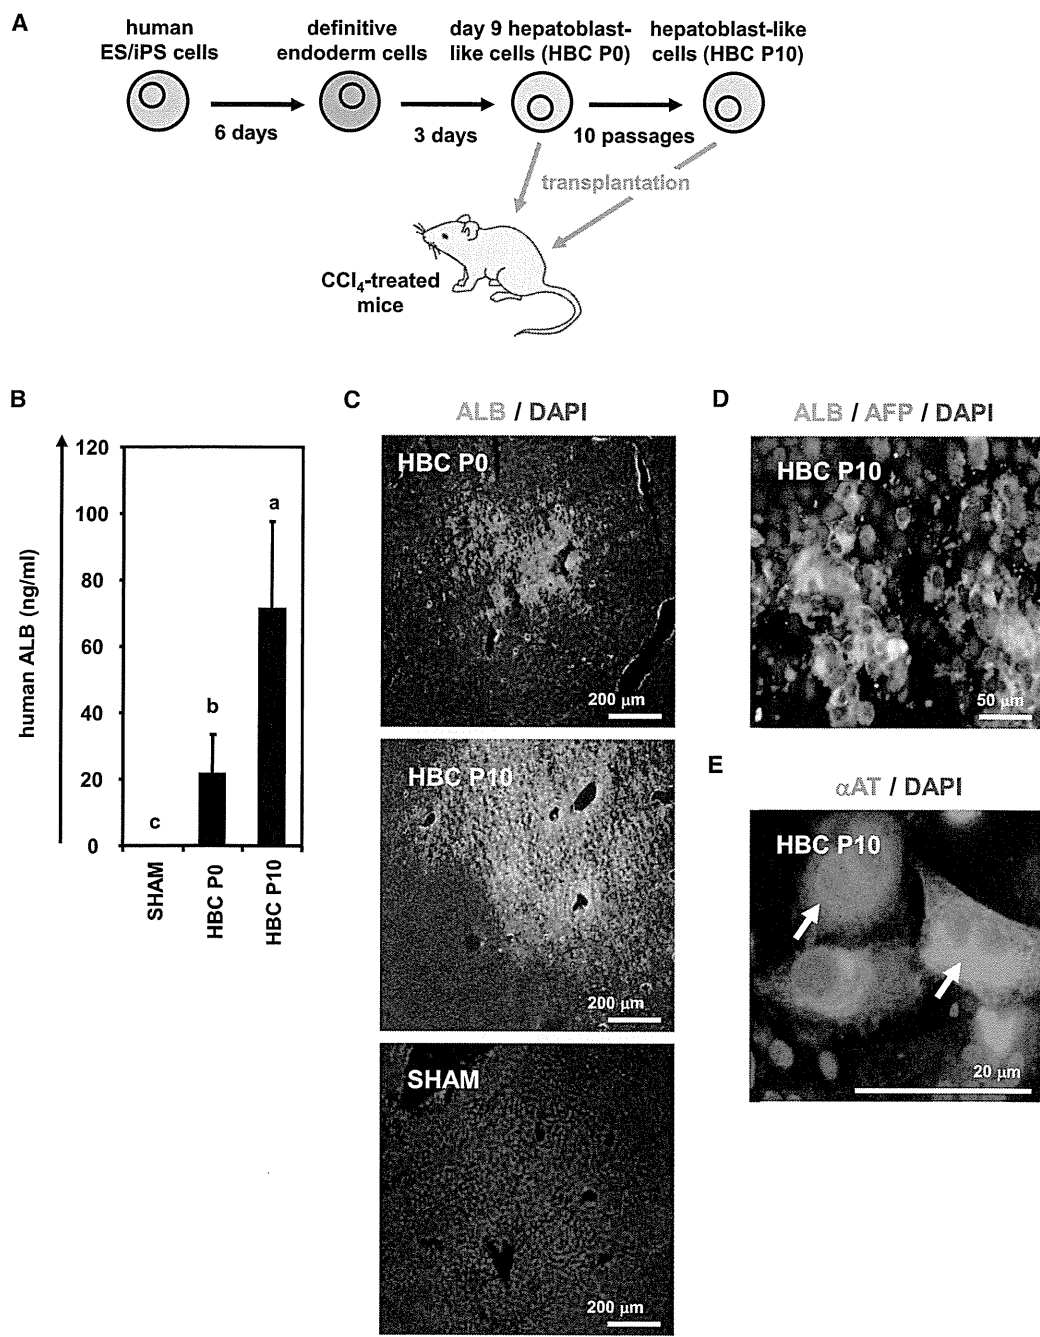 A
human
ES/iPS cells
definitive
endoderm cells
day 9 hepatoblast-
like cells (HBC P0)
hepatoblast-like
cells (HBC P10)
6 days
3 days
10 passages
transplantation
CCl4-treated
mice
B
human ALB (ng/ml)
120
100
80
60
40
20
0
c
b
a
SHAM
HBC P0
HBC P10
C
ALB / DAPI
HBC P0
200 μm
HBC P10
200 μm
SHAM
200 μm
D
ALB / AFP / DAPI
HBC P10
50 μm
E
αAT / DAPI
HBC P10
20 μm